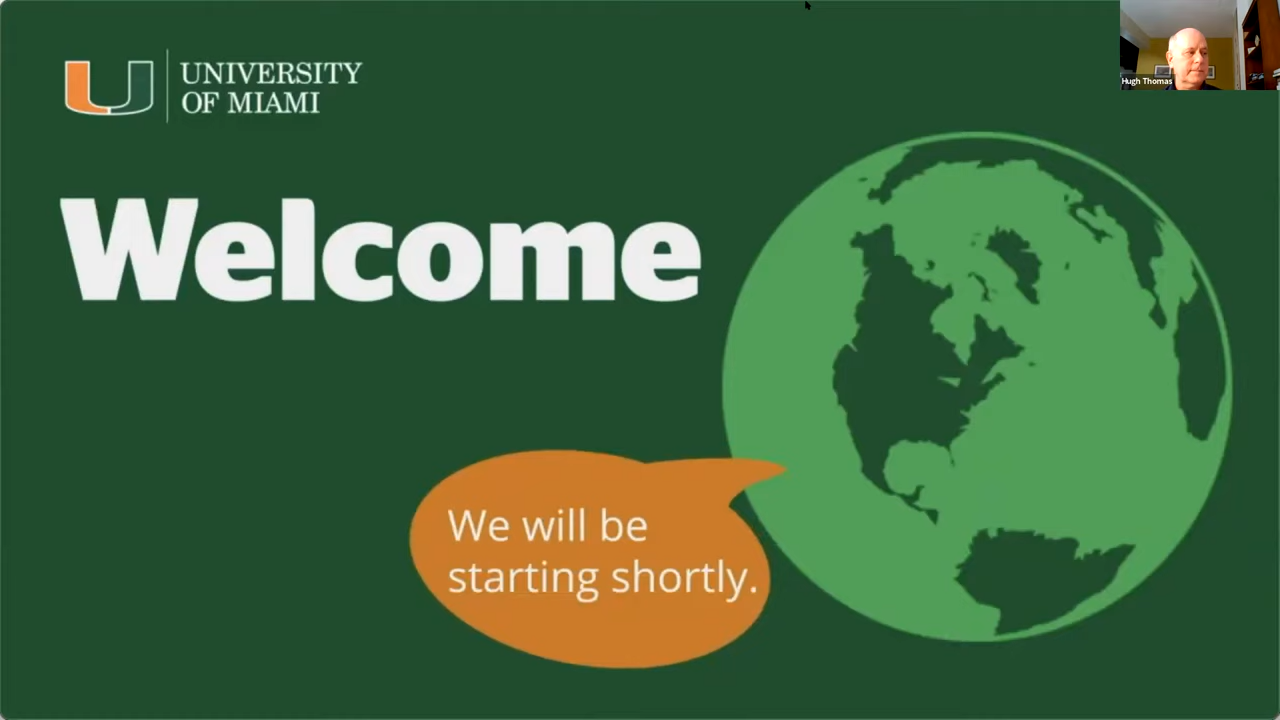 UNIVERSITY
OF MIAMI
Hugh Thomas
Welcome
We will be
starting shortly.